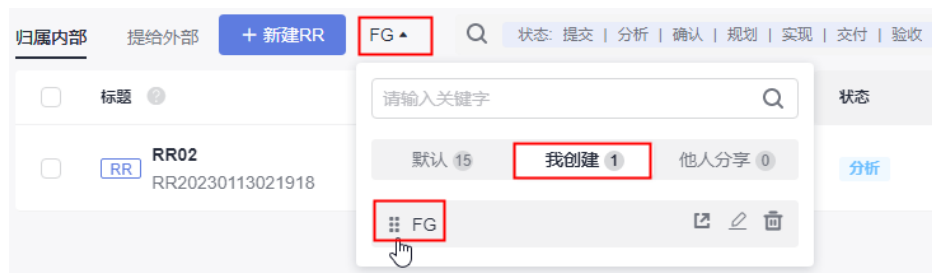 归属内部 提给外部 + 新建RR FG 状态: 提交 | 分析 | 确认 | 规划 | 实现 | 交付 | 验收
标题 ? 请输入关键字 状态
默认 15 我创建 1 他人分享 0
RR RR02 分析
RR20230113021918
FG